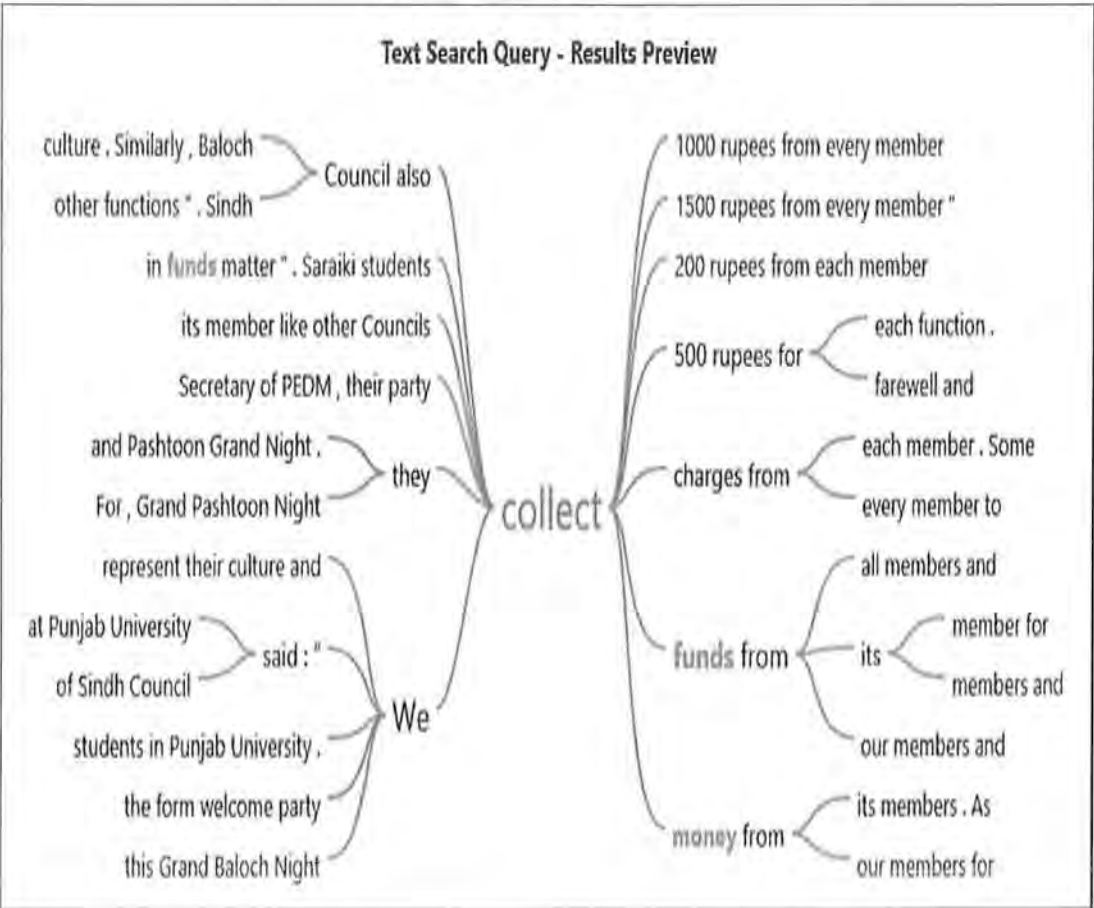 Text Search Query - Results Preview
culture . Similarly , Baloch
other functions " . Sindh
Council also
in funds matter " . Saraiki students
its member like other Councils
Secretary of PEDM , their party
and Pashtoon Grand Night .
For , Grand Pashtoon Night
they
represent their culture and
at Punjab University
of Sindh Council
said : "
students in Punjab University .
the form welcome party
this Grand Baloch Night
We
collect
1000 rupees from every member
1500 rupees from every member "
200 rupees from each member
500 rupees for
each function .
farewell and
charges from
each member . Some
every member to
funds from
all members and
its
member for
members and
our members and
money from
its members . As
our members for